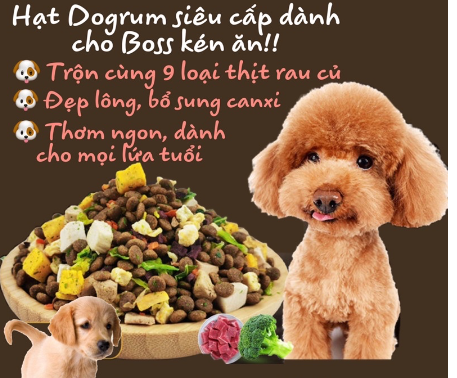 Hạt Dogrum siêu cấp dành
cho Boss kén ăn!!
🐶 Trộn cùng 9 loại thịt rau củ
🐶 Đẹp lông, bổ sung canxi
🐶 Thơm ngon, dành
cho mọi lứa tuổi